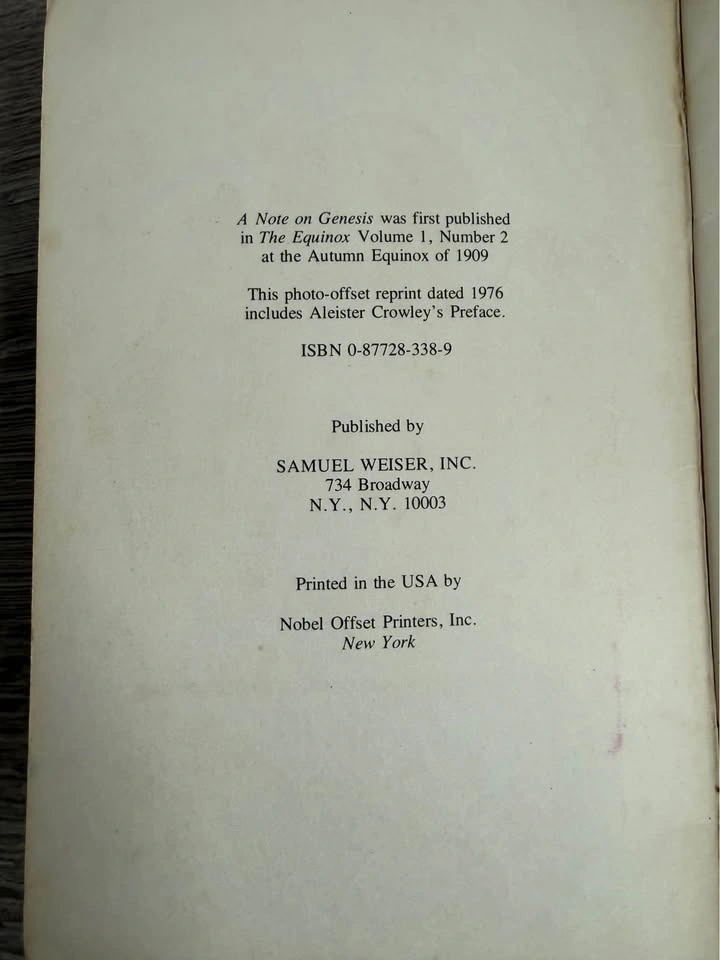 A Note on Genesis was first published
in The Equinox Volume 1, Number 2
at the Autumn Equinox of 1909
This photo-offset reprint dated 1976
includes Aleister Crowley's Preface.
ISBN 0-87728-338-9
Published by
SAMUEL WEISER, INC.
734 Broadway
N.Y., N.Y. 10003
Printed in the USA by
Nobel Offset Printers, Inc.
New York